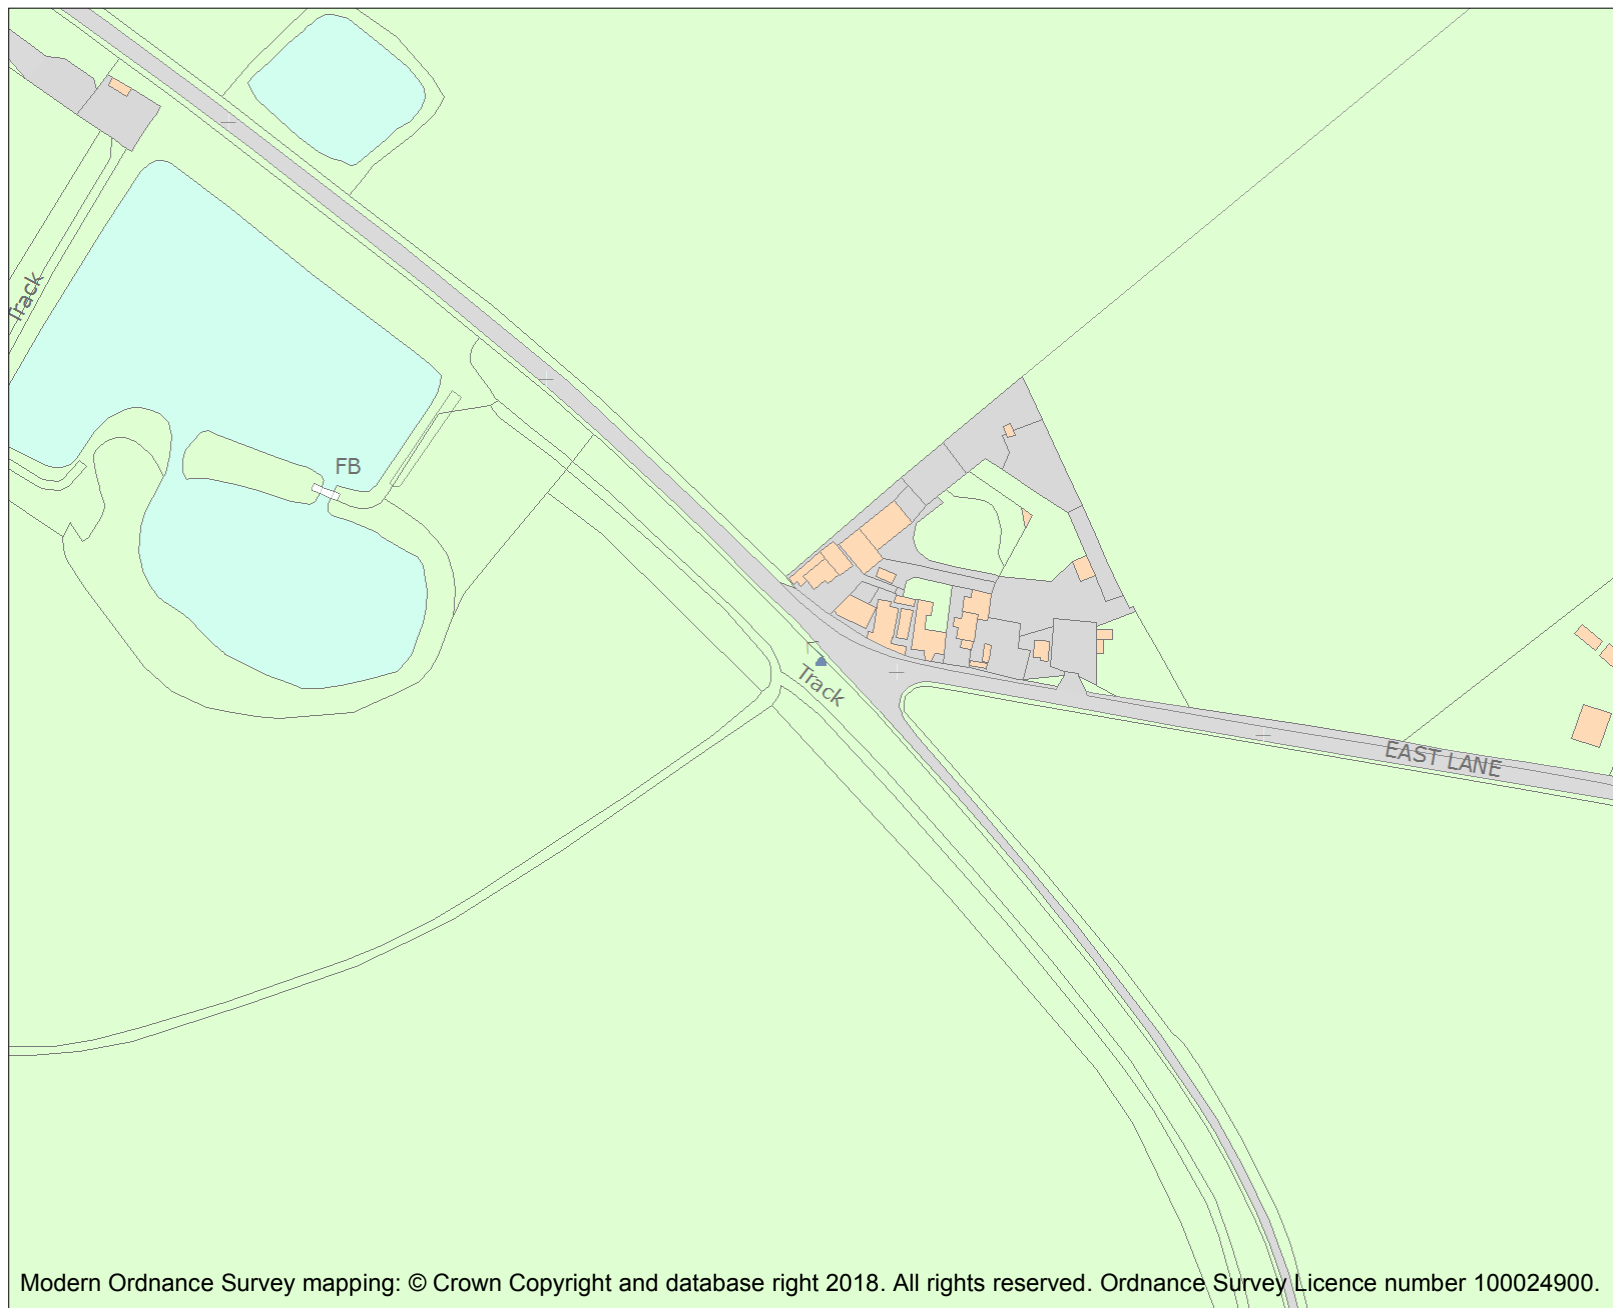 Track
FB
Track
EAST LANE
Modern Ordnance Survey mapping: © Crown Copyright and database right 2018. All rights reserved. Ordnance Survey Licence number 100024900.